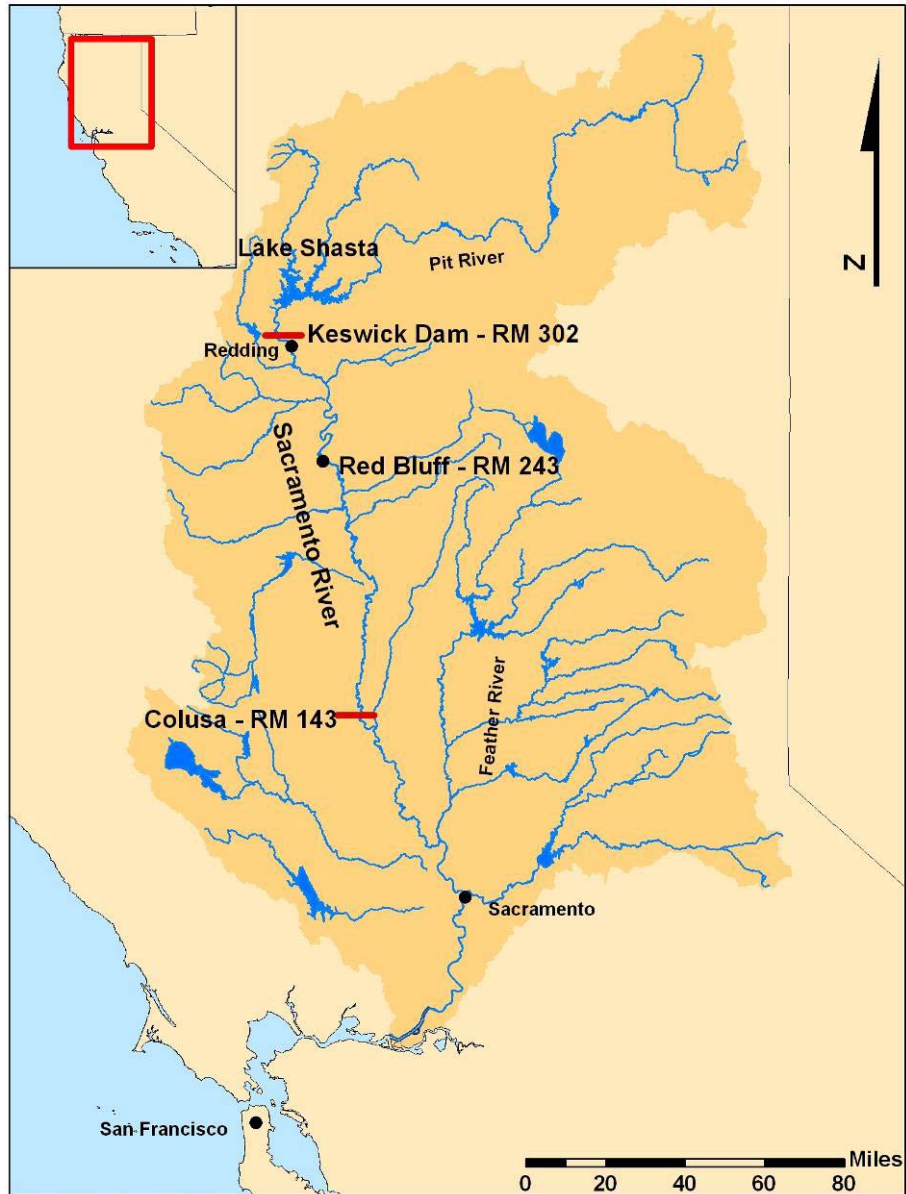 Lake Shasta
Pit River
Keswick Dam - RM 302
Redding
Sacramento River
Red Bluff - RM 243
Feather River
Colusa - RM 143
Sacramento
San Francisco
N
Miles
0 20 40 60 80